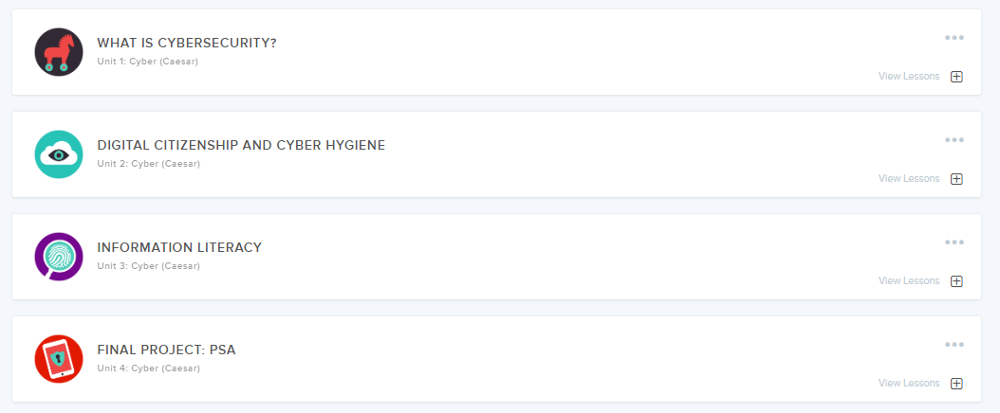 WHAT IS CYBERSECURITY?
Unit 1: Cyber (Caesar)
View Lessons
DIGITAL CITIZENSHIP AND CYBER HYGIENE
Unit 2: Cyber (Caesar)
View Lessons
INFORMATION LITERACY
Unit 3: Cyber (Caesar)
View Lessons
FINAL PROJECT: PSA
Unit 4: Cyber (Caesar)
View Lessons